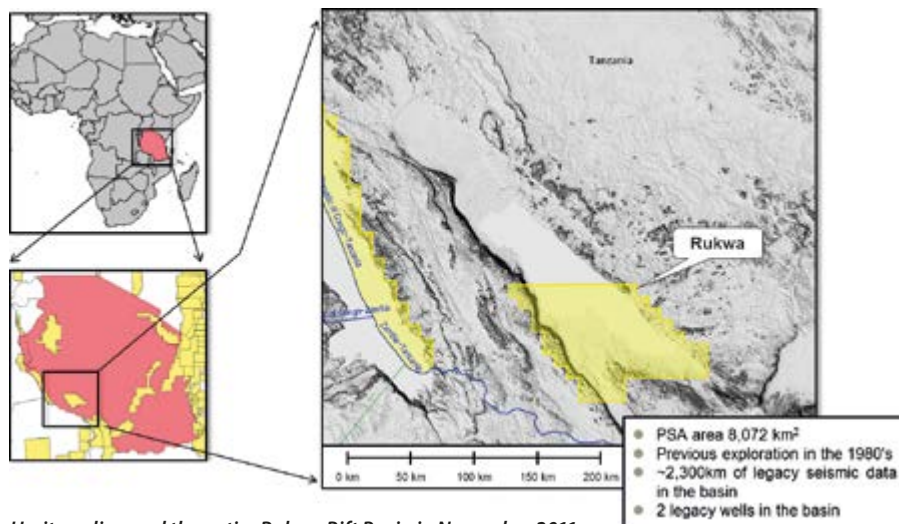 Tanzania
Rukwa
0 km 50 km 100 km 150 km 200 km
PSA area 8,072 km²
Previous exploration in the 1980's
~2,300km of legacy seismic data
in the basin
2 legacy wells in the basin